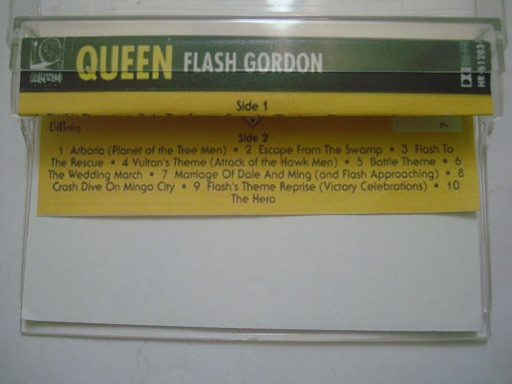 QUEEN FLASH GORDON
HR-61203
Side 1
Side 2
1 Arboria (Planet of the Tree Men) • 2 Escape From The Swamp • 3 Flash To
The Rescue • 4 Vultan's Theme (Attack of the Hawk Men) • 5 Battle Theme • 6
The Wedding March • 7 Marriage Of Dale And Ming (and Flash Approaching) • 8
Crash Dive On Mingo City • 9 Flash's Theme Reprise (Victory Celebrations) • 10
The Hero